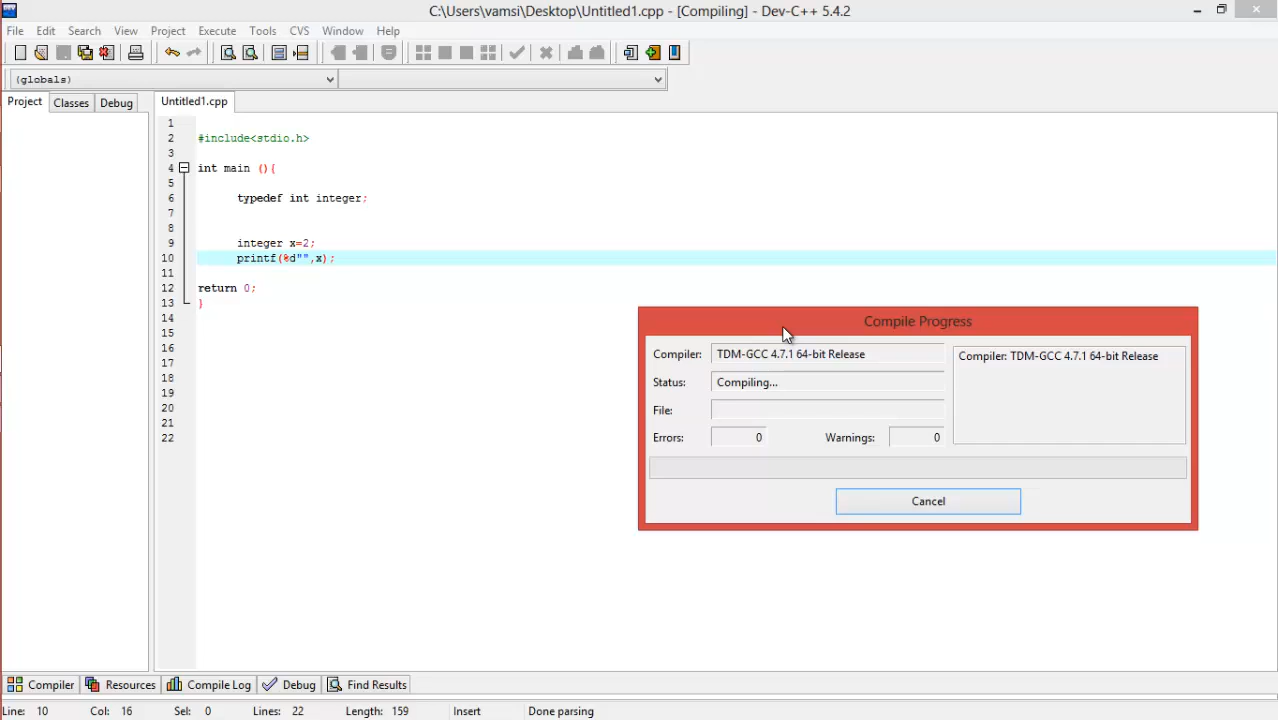 DEV
C:\Users\vamsi\Desktop\Untitled1.cpp - [Compiling] - Dev-C++ 5.4.2
File Edit Search View Project Execute Tools CVS Window Help
(globals)
Project Classes Debug Untitled1.cpp
1
2 #include<stdio.h>
3
4 int main (){
5
6 typedef int integer;
7
8
9 integer x=2;
10 printf(%d"",x);
11
12 return 0;
13 }
14
15
16
17
18
19
20
21
22
Compile Progress
Compiler: TDM-GCC 4.7.1 64-bit Release
Compiler: TDM-GCC 4.7.1 64-bit Release
Status: Compiling...
File:
Errors: 0 Warnings: 0
Cancel
Compiler Resources Compile Log Debug Find Results
Line: 10 Col: 16 Sel: 0 Lines: 22 Length: 159 Insert Done parsing